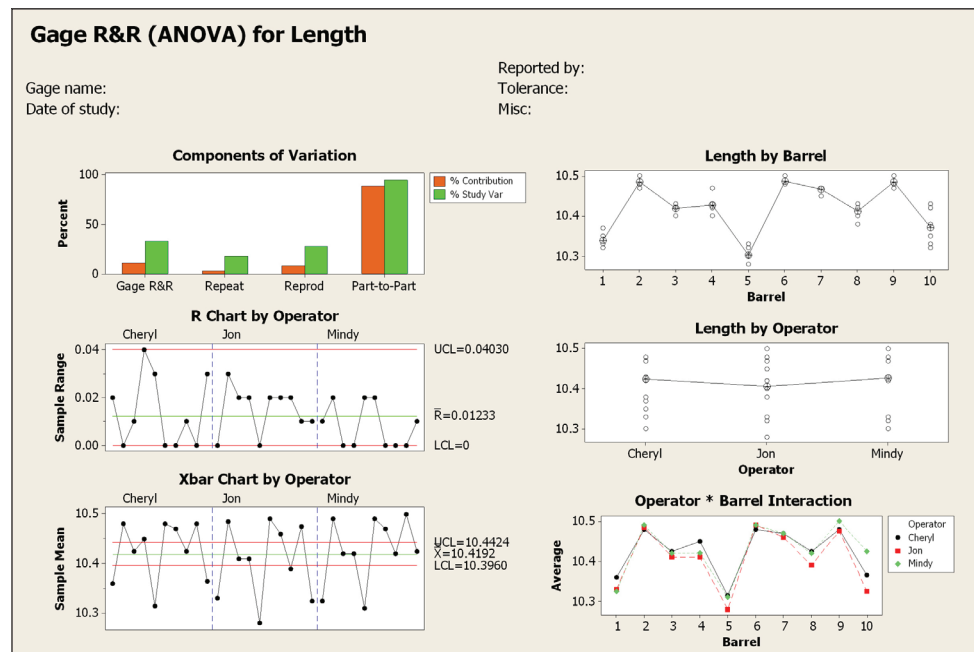 Gage R&R (ANOVA) for Length
Reported by:
Gage name:
Tolerance:
Date of study:
Misc:
Components of Variation
100
50
0
Percent
Gage R&R Repeat Reprod Part-to-Part
% Contribution
% Study Var
Length by Barrel
10.5
10.4
10.3
1 2 3 4 5 6 7 8 9 10
Barrel
R Chart by Operator
Cheryl Jon Mindy
0.04
0.02
0.00
Sample Range
UCL=0.04030
R=0.01233
LCL=0
Length by Operator
10.5
10.4
10.3
Cheryl Jon Mindy
Operator
Xbar Chart by Operator
Cheryl Jon Mindy
10.5
10.4
10.3
Sample Mean
UCL=10.4424
X=10.4192
LCL=10.3960
Operator * Barrel Interaction
10.5
10.4
10.3
Average
1 2 3 4 5 6 7 8 9 10
Barrel
Operator
Cheryl
Jon
Mindy